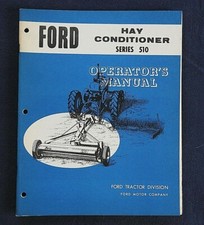 FORD
HAY
CONDITIONER
SERIES 510
OPERATOR'S
MANUAL
FORD TRACTOR DIVISION
FORD MOTOR COMPANY